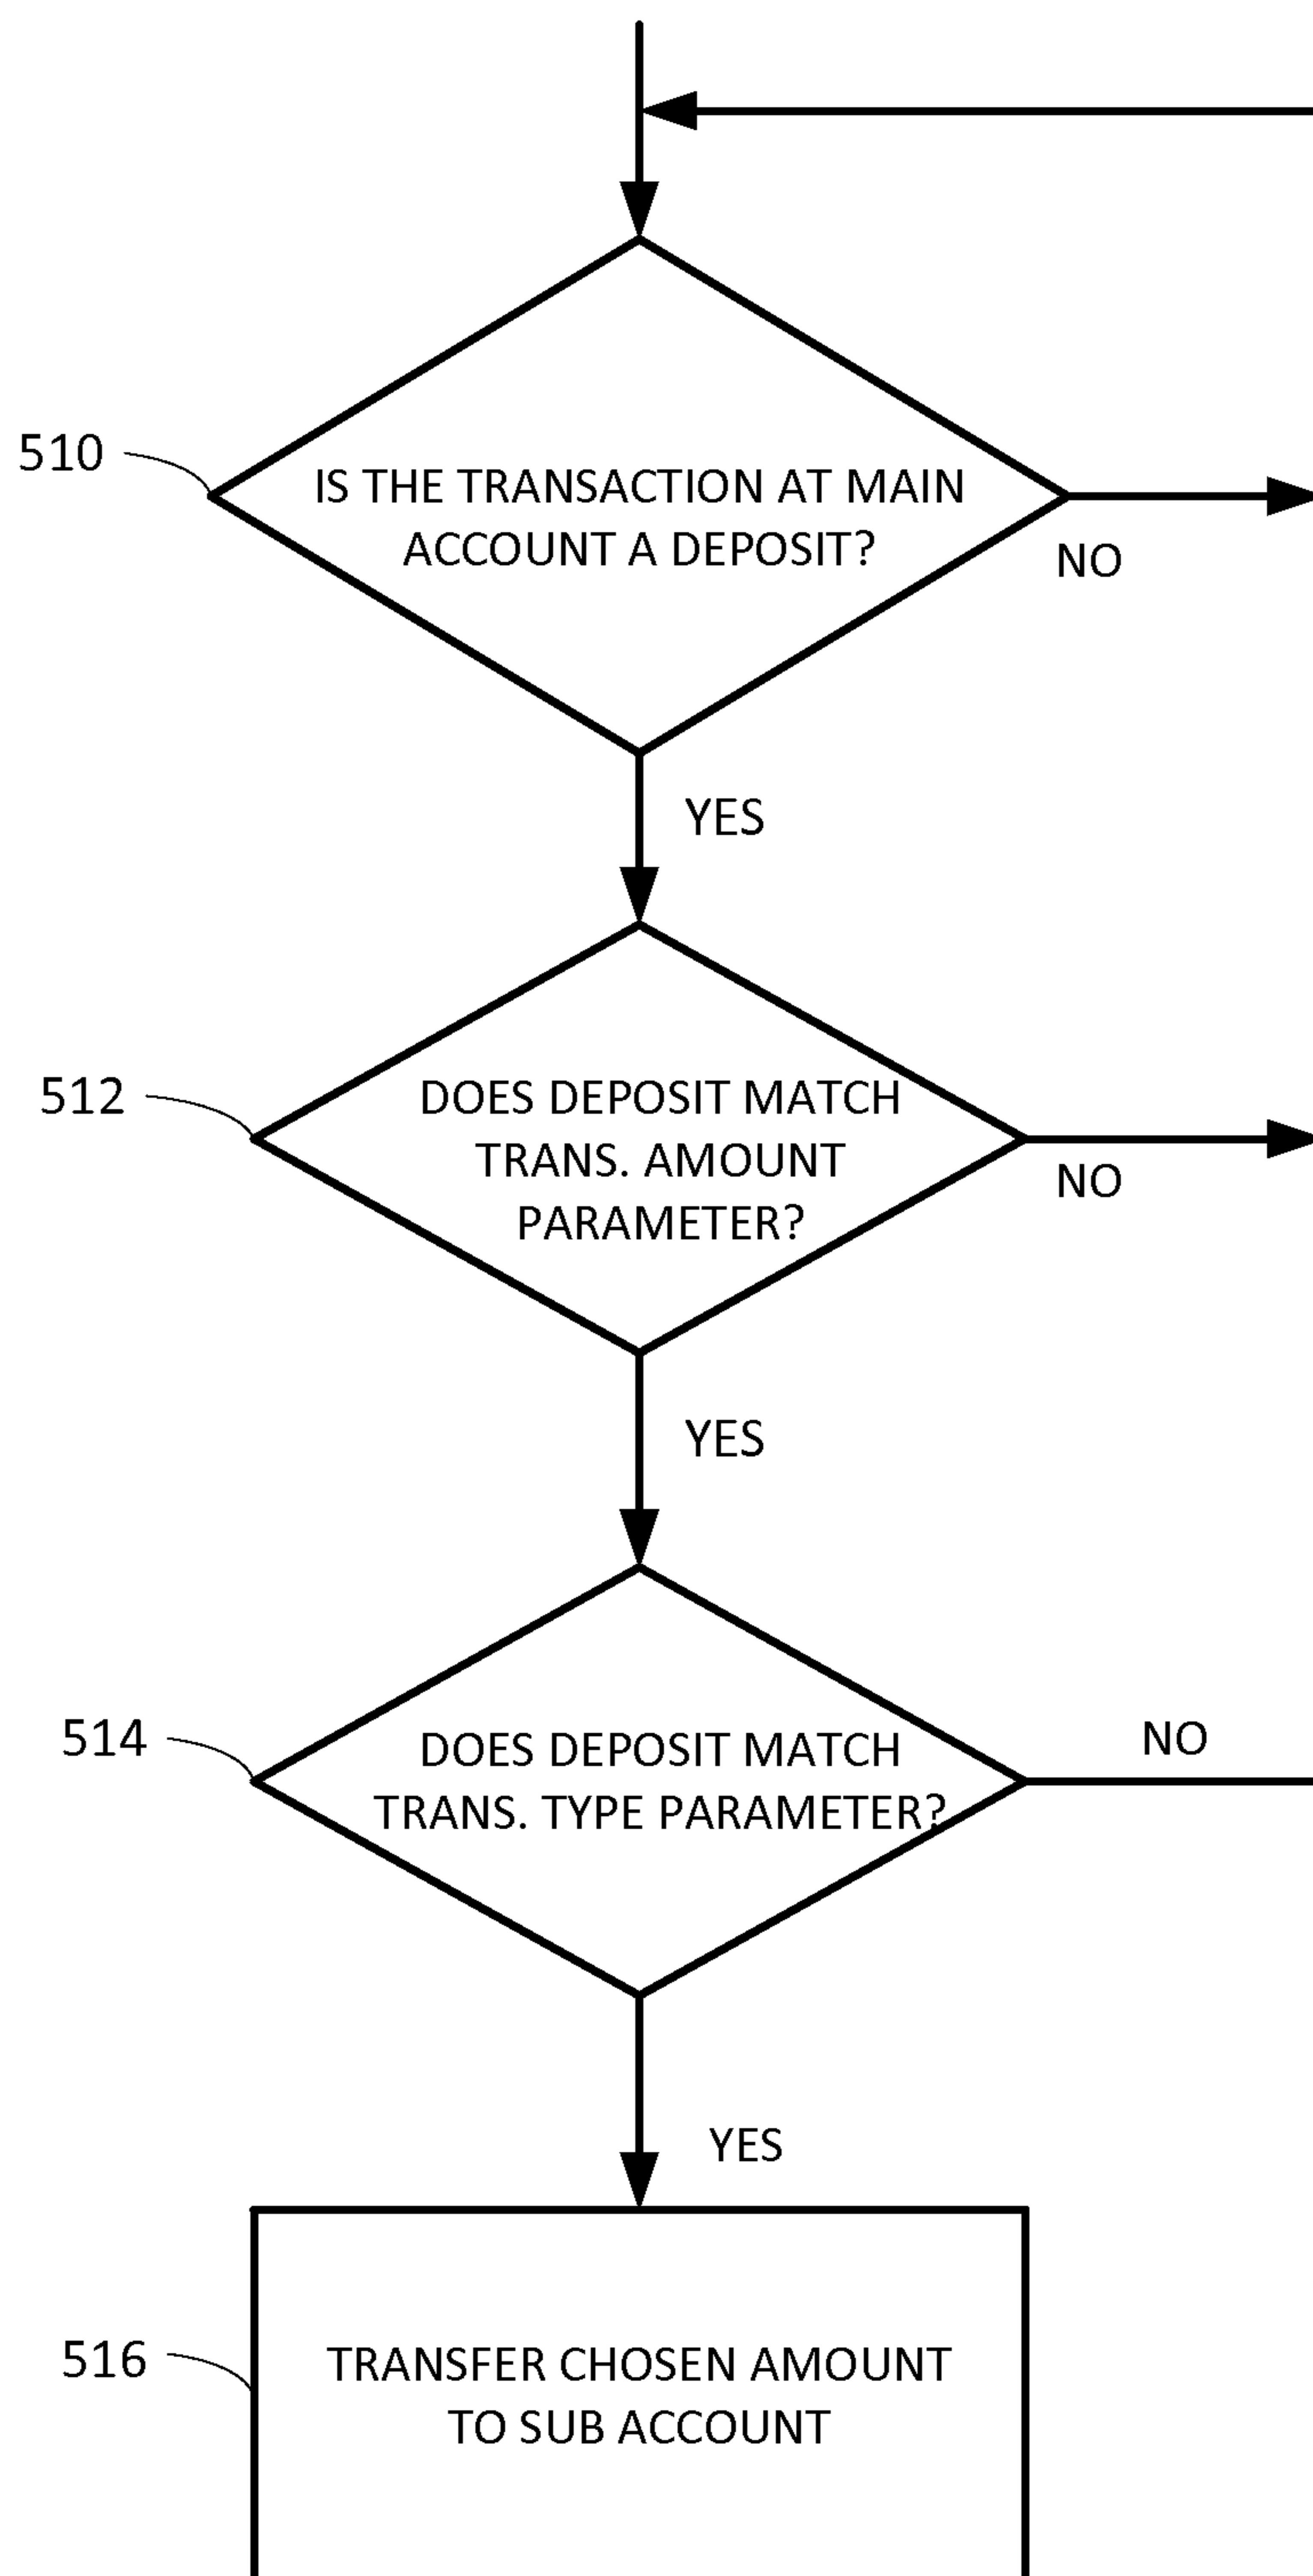 510
IS THE TRANSACTION AT MAIN
ACCOUNT A DEPOSIT?
NO
YES
512
DOES DEPOSIT MATCH
TRANS. AMOUNT
PARAMETER?
NO
YES
514
DOES DEPOSIT MATCH
TRANS. TYPE PARAMETER?
NO
YES
516
TRANSFER CHOSEN AMOUNT
TO SUB ACCOUNT